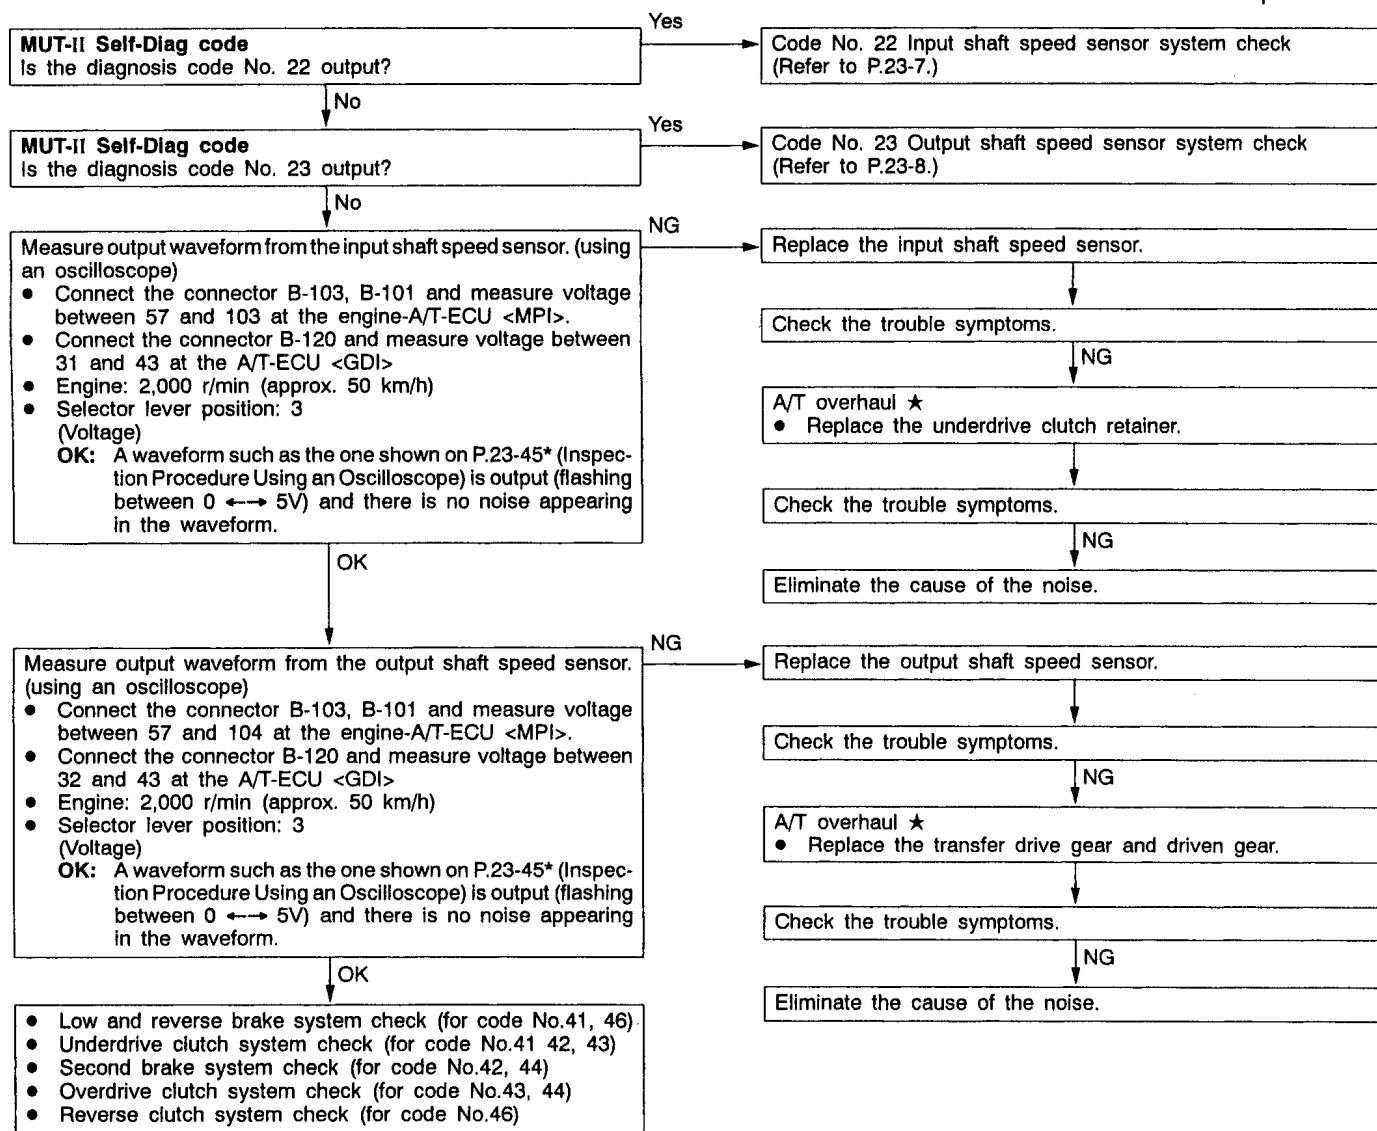 Yes
MUT-II Self-Diag code
Is the diagnosis code No. 22 output?
Code No. 22 Input shaft speed sensor system check
(Refer to P.23-7.)
No
Yes
MUT-II Self-Diag code
Is the diagnosis code No. 23 output?
Code No. 23 Output shaft speed sensor system check
(Refer to P.23-8.)
No
NG
Measure output waveform from the input shaft speed sensor. (using
an oscilloscope)
● Connect the connector B-103, B-101 and measure voltage
between 57 and 103 at the engine-A/T-ECU <MPI>.
● Connect the connector B-120 and measure voltage between
31 and 43 at the A/T-ECU <GDI>
● Engine: 2,000 r/min (approx. 50 km/h)
● Selector lever position: 3
(Voltage)
OK: A waveform such as the one shown on P.23-45* (Inspec-
tion Procedure Using an Oscilloscope) is output (flashing
between 0 ←→ 5V) and there is no noise appearing
in the waveform.
Replace the input shaft speed sensor.
Check the trouble symptoms.
NG
A/T overhaul ★
● Replace the underdrive clutch retainer.
Check the trouble symptoms.
NG
Eliminate the cause of the noise.
OK
NG
Measure output waveform from the output shaft speed sensor.
(using an oscilloscope)
● Connect the connector B-103, B-101 and measure voltage
between 57 and 104 at the engine-A/T-ECU <MPI>.
● Connect the connector B-120 and measure voltage between
32 and 43 at the A/T-ECU <GDI>
● Engine: 2,000 r/min (approx. 50 km/h)
● Selector lever position: 3
(Voltage)
OK: A waveform such as the one shown on P.23-45* (Inspec-
tion Procedure Using an Oscilloscope) is output (flashing
between 0 ←→ 5V) and there is no noise appearing
in the waveform.
Replace the output shaft speed sensor.
Check the trouble symptoms.
NG
A/T overhaul ★
● Replace the transfer drive gear and driven gear.
Check the trouble symptoms.
NG
Eliminate the cause of the noise.
OK
● Low and reverse brake system check (for code No.41, 46)
● Underdrive clutch system check (for code No.41 42, 43)
● Second brake system check (for code No.42, 44)
● Overdrive clutch system check (for code No.43, 44)
● Reverse clutch system check (for code No.46)